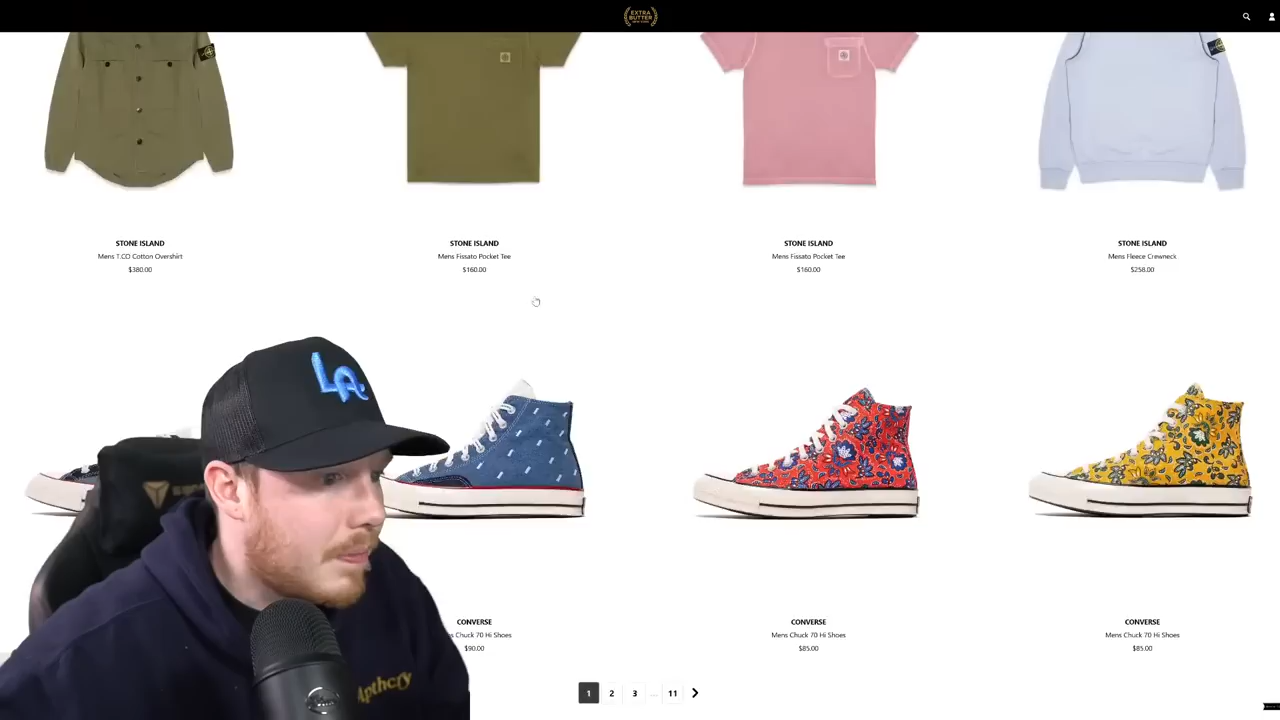 EXTRA
BUTTER
STONE ISLAND
Mens T.CO Cotton Overshirt
$380.00
STONE ISLAND
Mens Fissato Pocket Tee
$160.00
STONE ISLAND
Mens Fissato Pocket Tee
$160.00
STONE ISLAND
Mens Fleece Crewneck
$258.00
LA
CONVERSE
Chuck 70 Hi Shoes
$90.00
CONVERSE
Mens Chuck 70 Hi Shoes
$85.00
CONVERSE
Mens Chuck 70 Hi Shoes
$85.00
Apthcry
1 2 3 ... 11